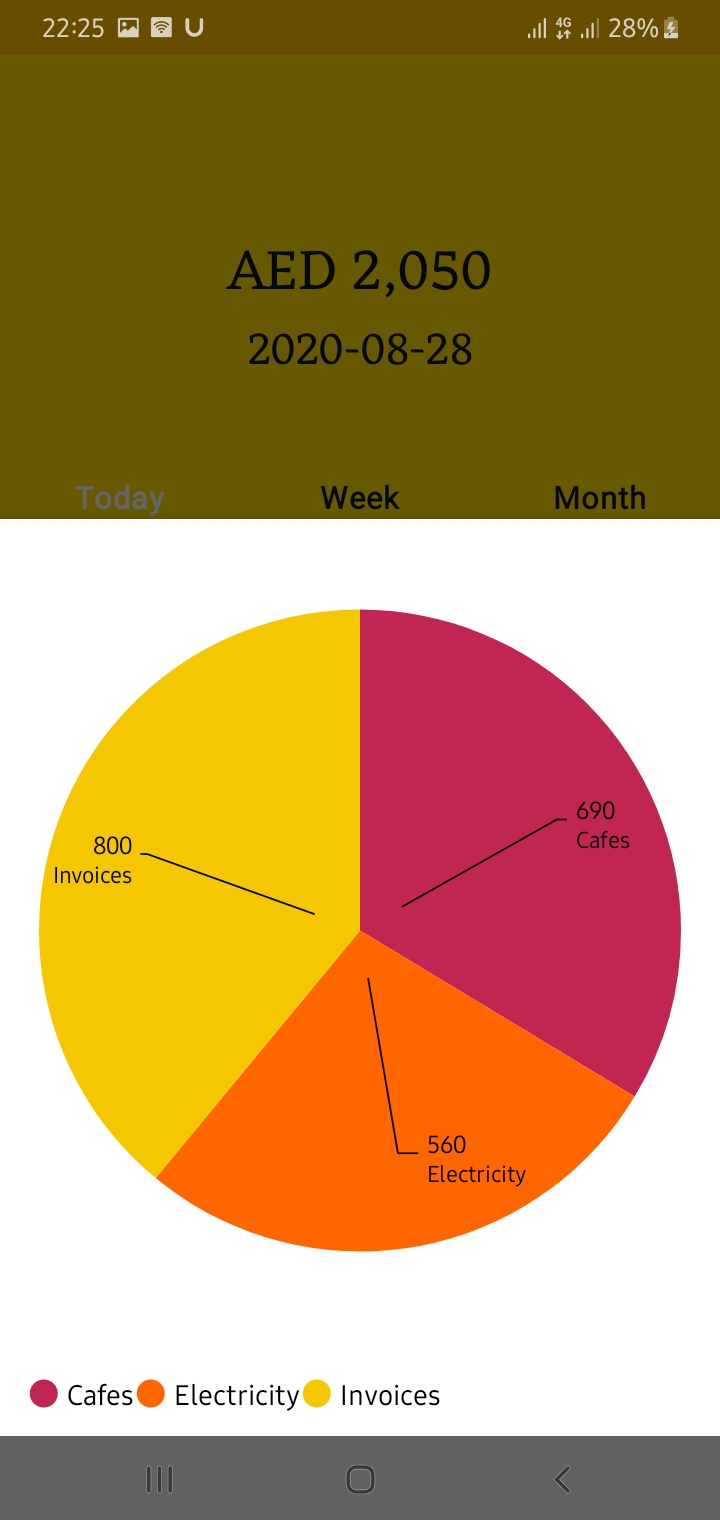 22:25 4G 28%
AED 2,050
2020-08-28
Today Week Month
690
Cafes
800
Invoices
560
Electricity
Cafes Electricity Invoices